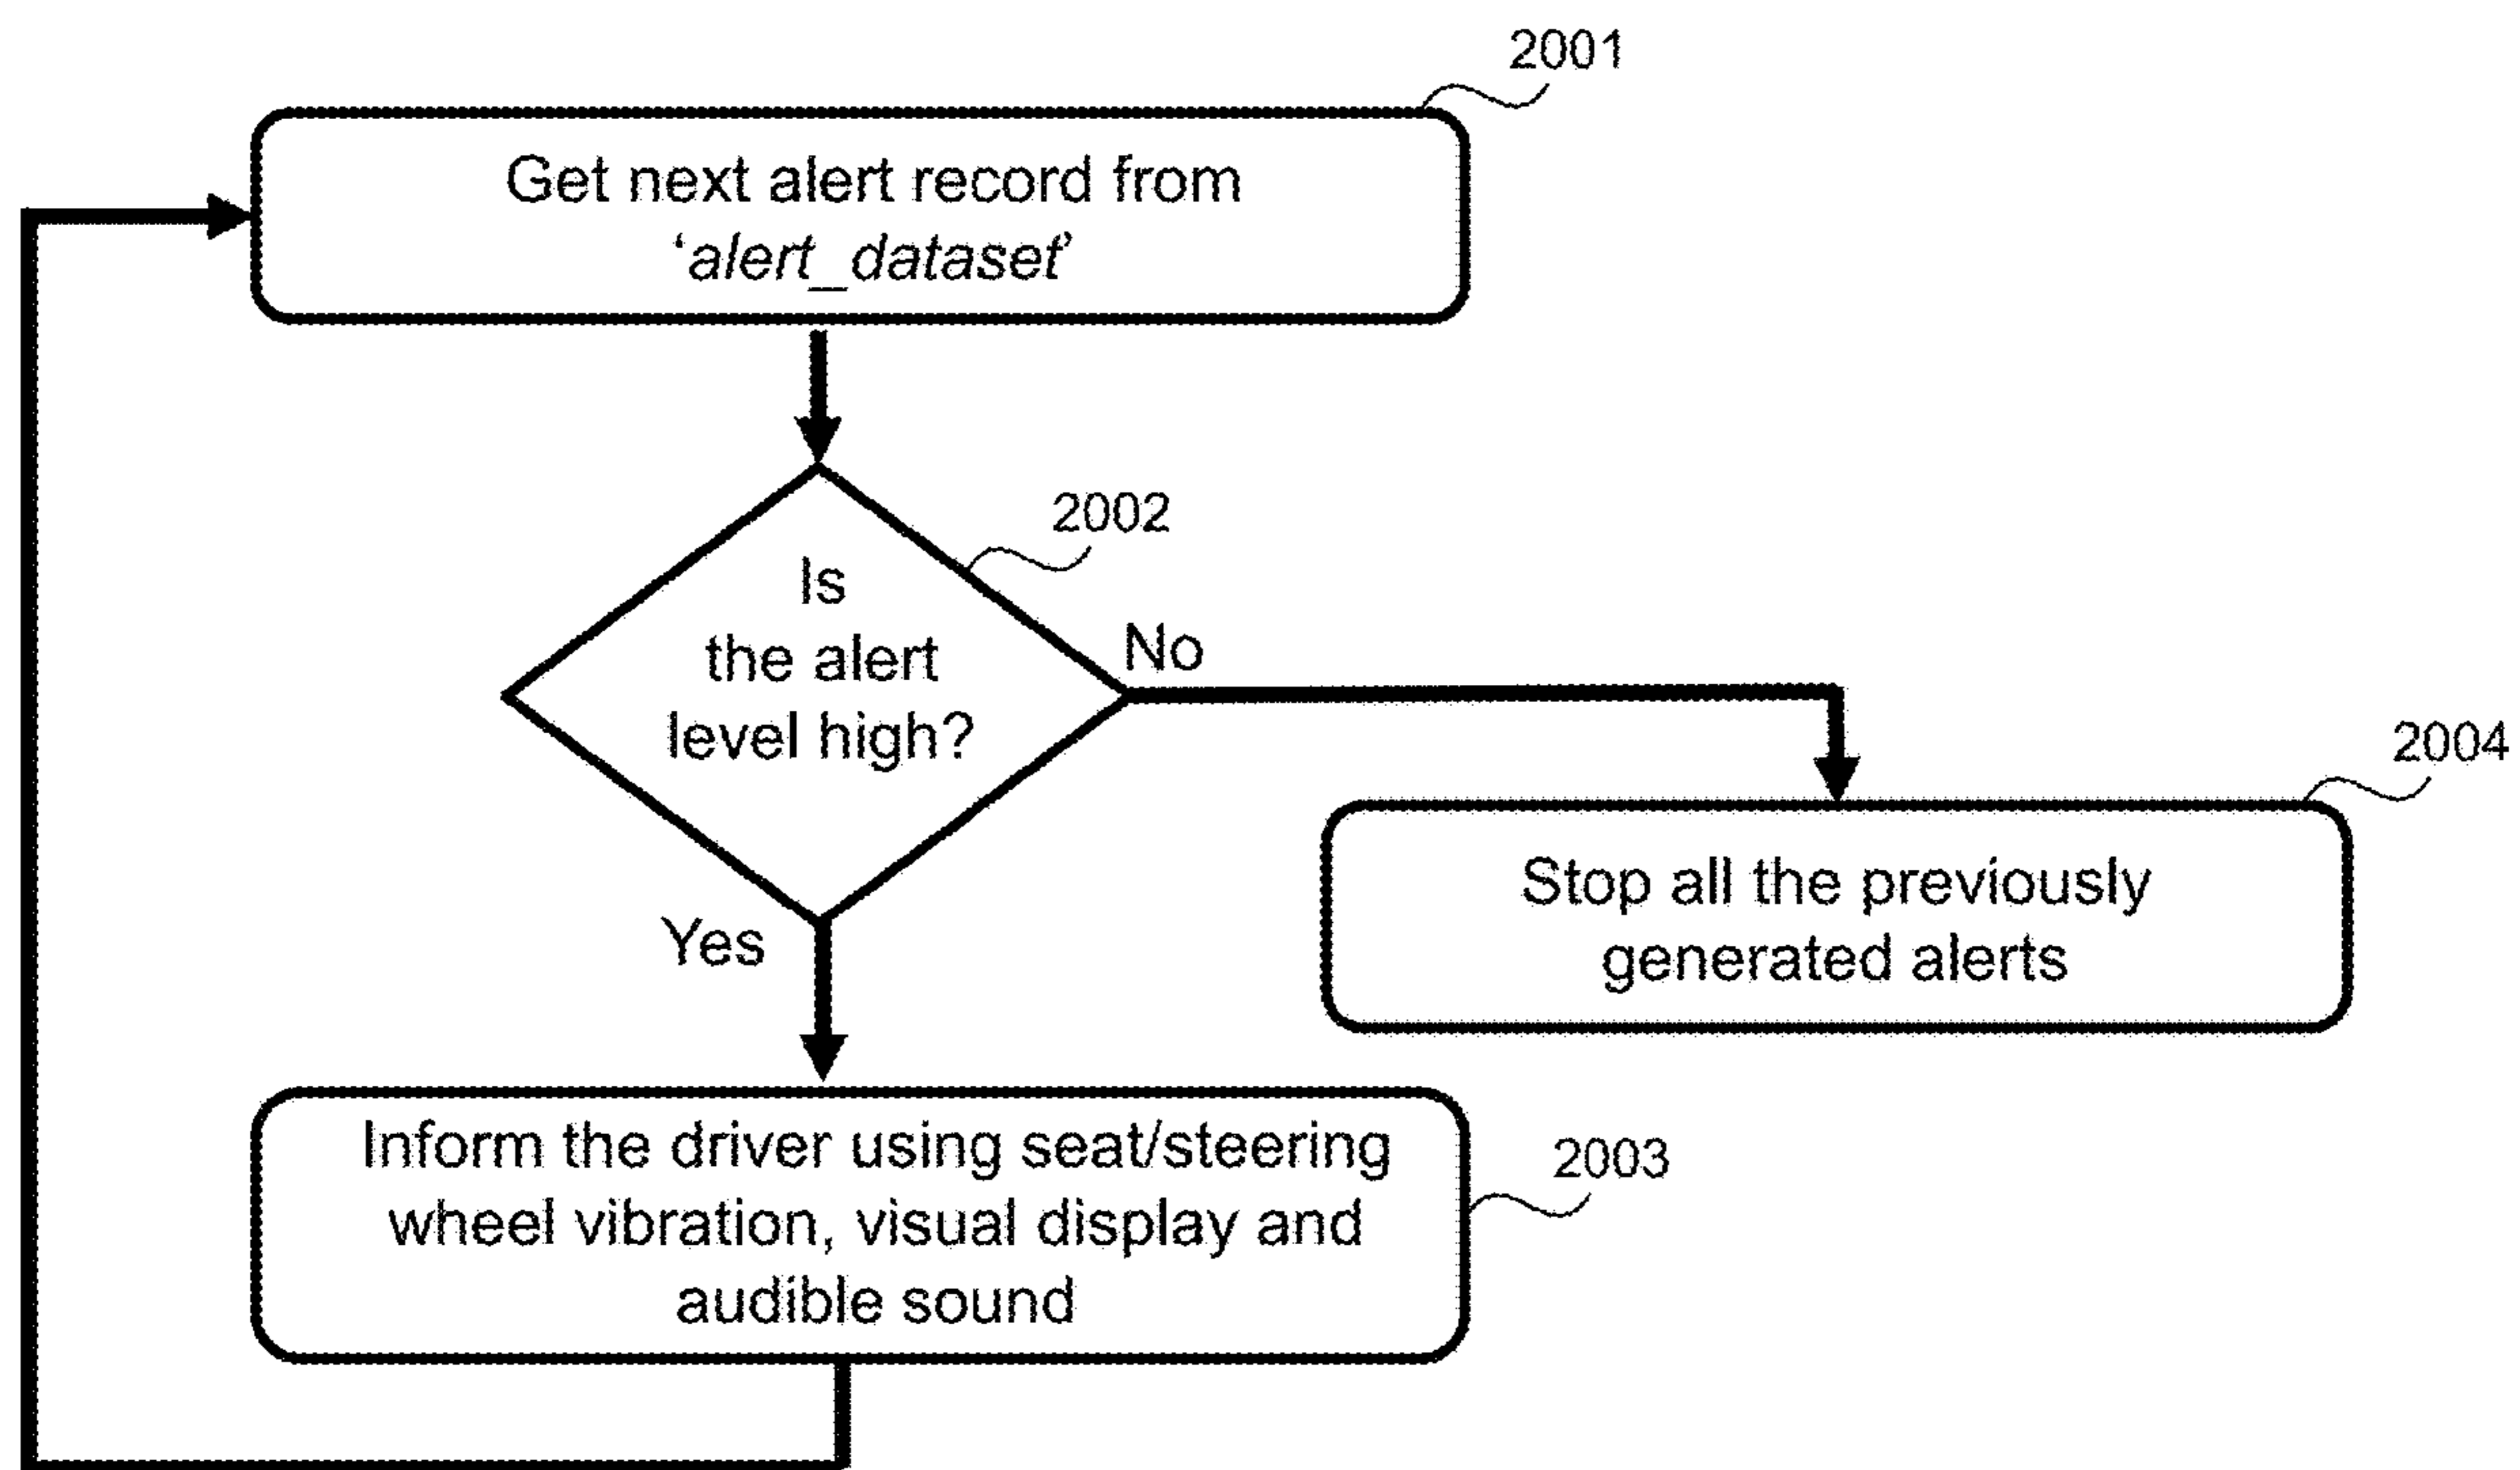 2001
Get next alert record from
‘alert_dataset’
2002
Is
the alert
level high?
No
2004
Stop all the previously
generated alerts
Yes
Inform the driver using seat/steering
wheel vibration, visual display and
audible sound
2003